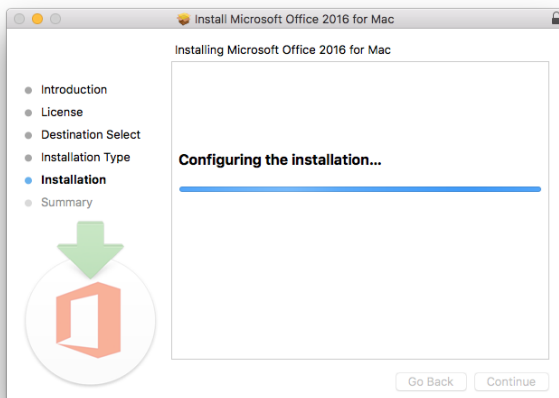 Install Microsoft Office 2016 for Mac
Installing Microsoft Office 2016 for Mac
Introduction
License
Destination Select
Installation Type
Installation
Summary
Configuring the installation...
Go Back
Continue